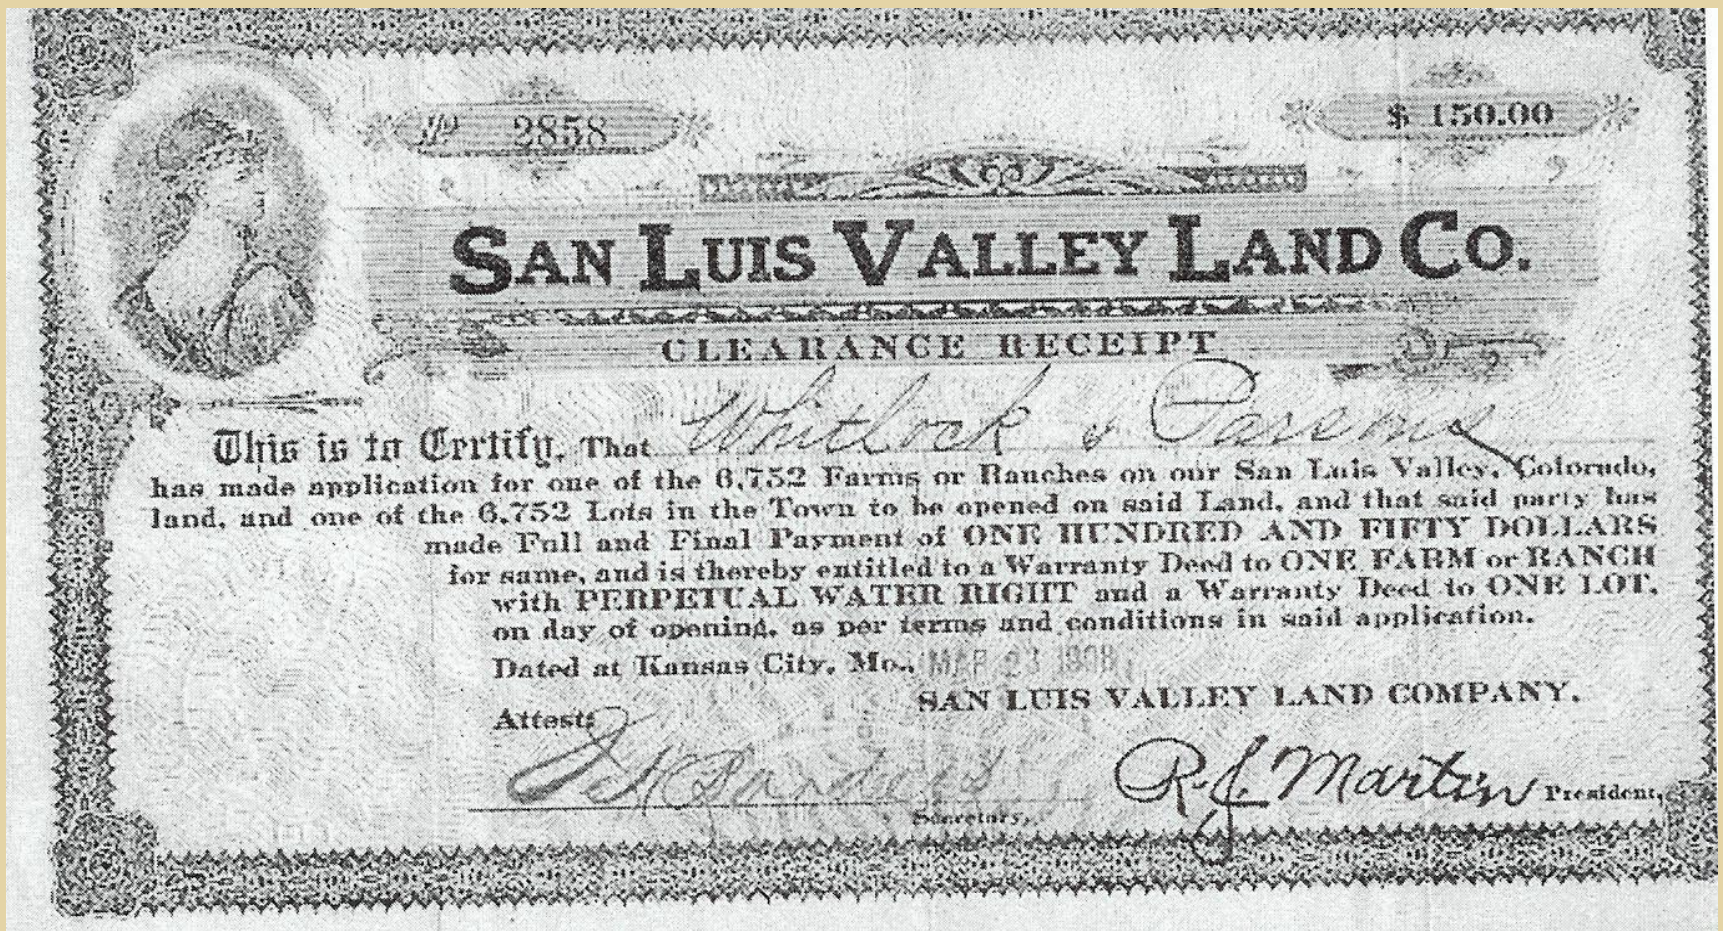 No 2858
$ 150.00
SAN LUIS VALLEY LAND CO.
CLEARANCE RECEIPT
This is to Certify, That Whitlock & Parsons
has made application for one of the 6,752 Farms or Ranches on our San Luis Valley, Colorado,
land, and one of the 6,752 Lots in the Town to be opened on said Land, and that said party has
made Full and Final Payment of ONE HUNDRED AND FIFTY DOLLARS
for same, and is thereby entitled to a Warranty Deed to ONE FARM or RANCH
with PERPETUAL WATER RIGHT and a Warranty Deed to ONE LOT,
on day of opening, as per terms and conditions in said application.
Dated at Kansas City, Mo., MAR 23 1908
SAN LUIS VALLEY LAND COMPANY.
Attest:
R. J. Martin President,
Secretary.